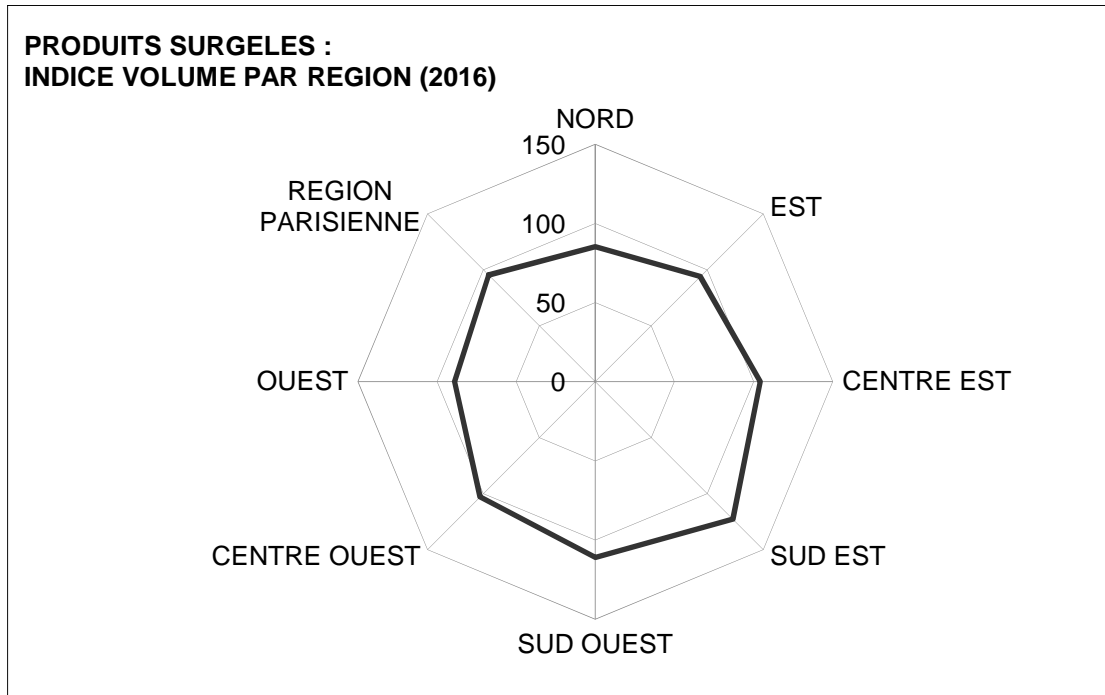 PRODUITS SURGELES :
INDICE VOLUME PAR REGION (2016)
NORD
150
REGION
PARISIENNE
EST
100
50
OUEST
0
CENTRE EST
CENTRE OUEST
SUD EST
SUD OUEST